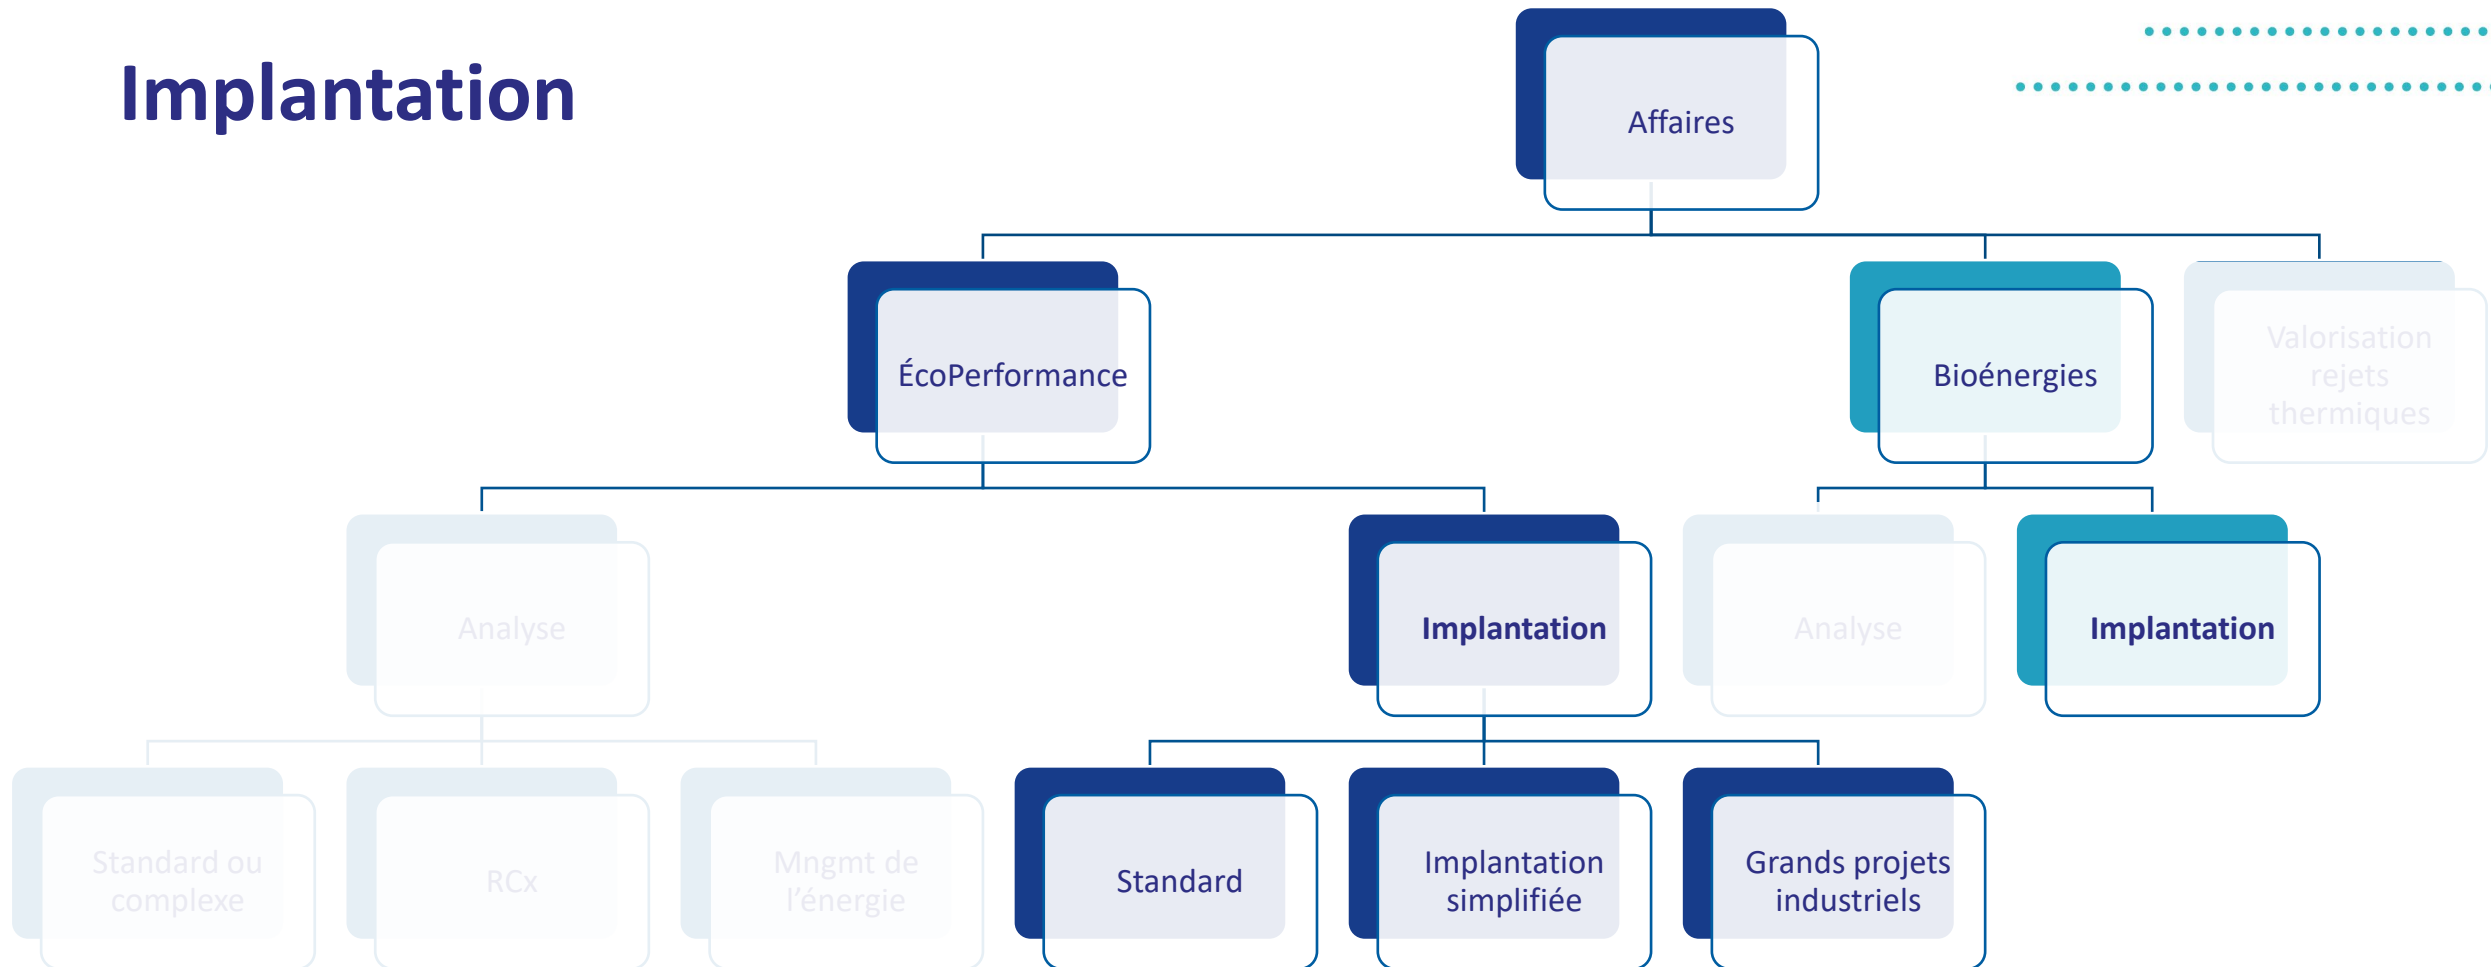 Implantation
Affaires
ÉcoPerformance
Bioénergies
Valorisation
rejets
thermiques
Analyse
Implantation
Analyse
Implantation
Standard ou
complexe
RCx
Mngmt de
l'énergie
Standard
Implantation
simplifiée
Grands projets
industriels